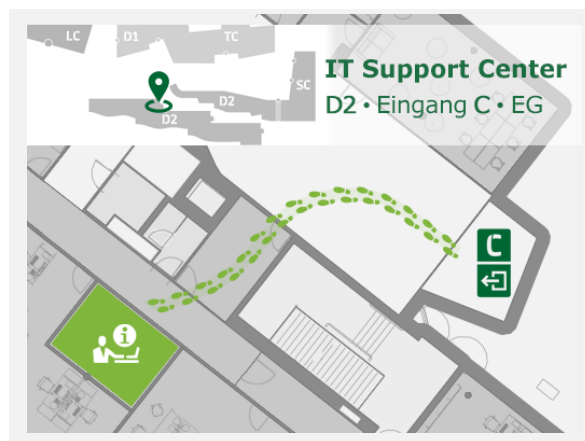 LC
D1
TC
SC
D2
D2
IT Support Center
D2 • Eingang C • EG
C
i